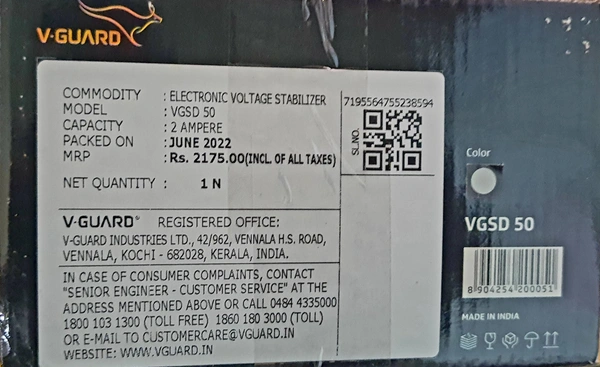 V-GUARD
COMMODITY : ELECTRONIC VOLTAGE STABILIZER
MODEL : VGSD 50
CAPACITY : 2 AMPERE
PACKED ON : JUNE 2022
MRP : Rs. 2175.00(INCL. OF ALL TAXES)
NET QUANTITY : 1 N
7195564755238594
SL.NO.
V-GUARD® REGISTERED OFFICE:
V-GUARD INDUSTRIES LTD., 42/962, VENNALA H.S. ROAD,
VENNALA, KOCHI - 682028, KERALA, INDIA.
IN CASE OF CONSUMER COMPLAINTS, CONTACT
"SENIOR ENGINEER - CUSTOMER SERVICE" AT THE
ADDRESS MENTIONED ABOVE OR CALL 0484 4335000
1800 103 1300 (TOLL FREE) 1860 180 3000 (TOLL)
OR E-MAIL TO CUSTOMERCARE@VGUARD.IN
WEBSITE: WWW.VGUARD.IN
Color
VGSD 50
8 904254 200051
MADE IN INDIA